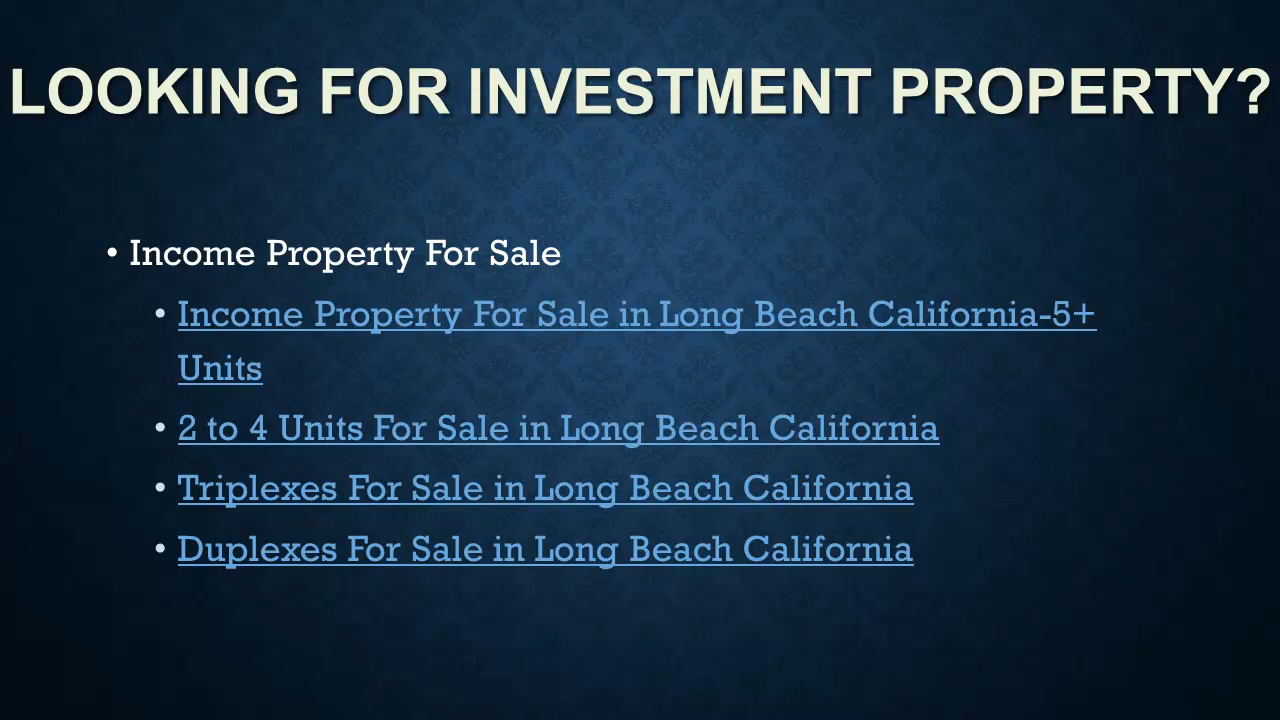 LOOKING FOR INVESTMENT PROPERTY?
• Income Property For Sale
• Income Property For Sale in Long Beach California-5+
Units
• 2 to 4 Units For Sale in Long Beach California
• Triplexes For Sale in Long Beach California
• Duplexes For Sale in Long Beach California